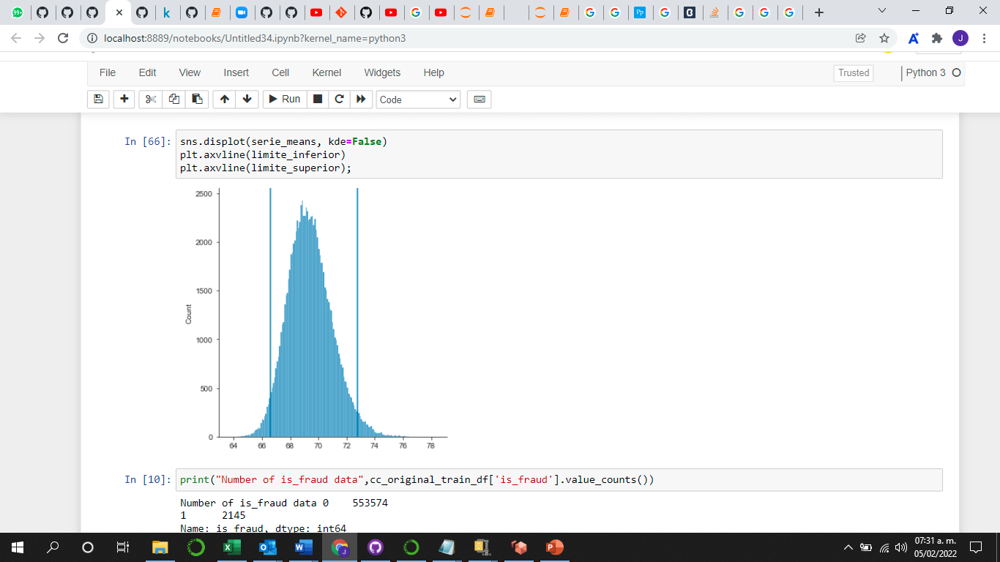 99+
localhost:8889/notebooks/Untitled34.ipynb?kernel_name=python3
J
File Edit View Insert Cell Kernel Widgets Help
Trusted
Python 3
Run
Code
In [66]:
sns.displot(serie_means, kde=False)
plt.axvline(limite_inferior)
plt.axvline(limite_superior);
2500
2000
1500
1000
500
0
Count
64 66 68 70 72 74 76 78
In [10]:
print("Number of is_fraud data",cc_original_train_df['is_fraud'].value_counts())
Number of is_fraud data 0    553574
1      2145
Name: is_fraud, dtype: int64
07:31 a. m.
05/02/2022